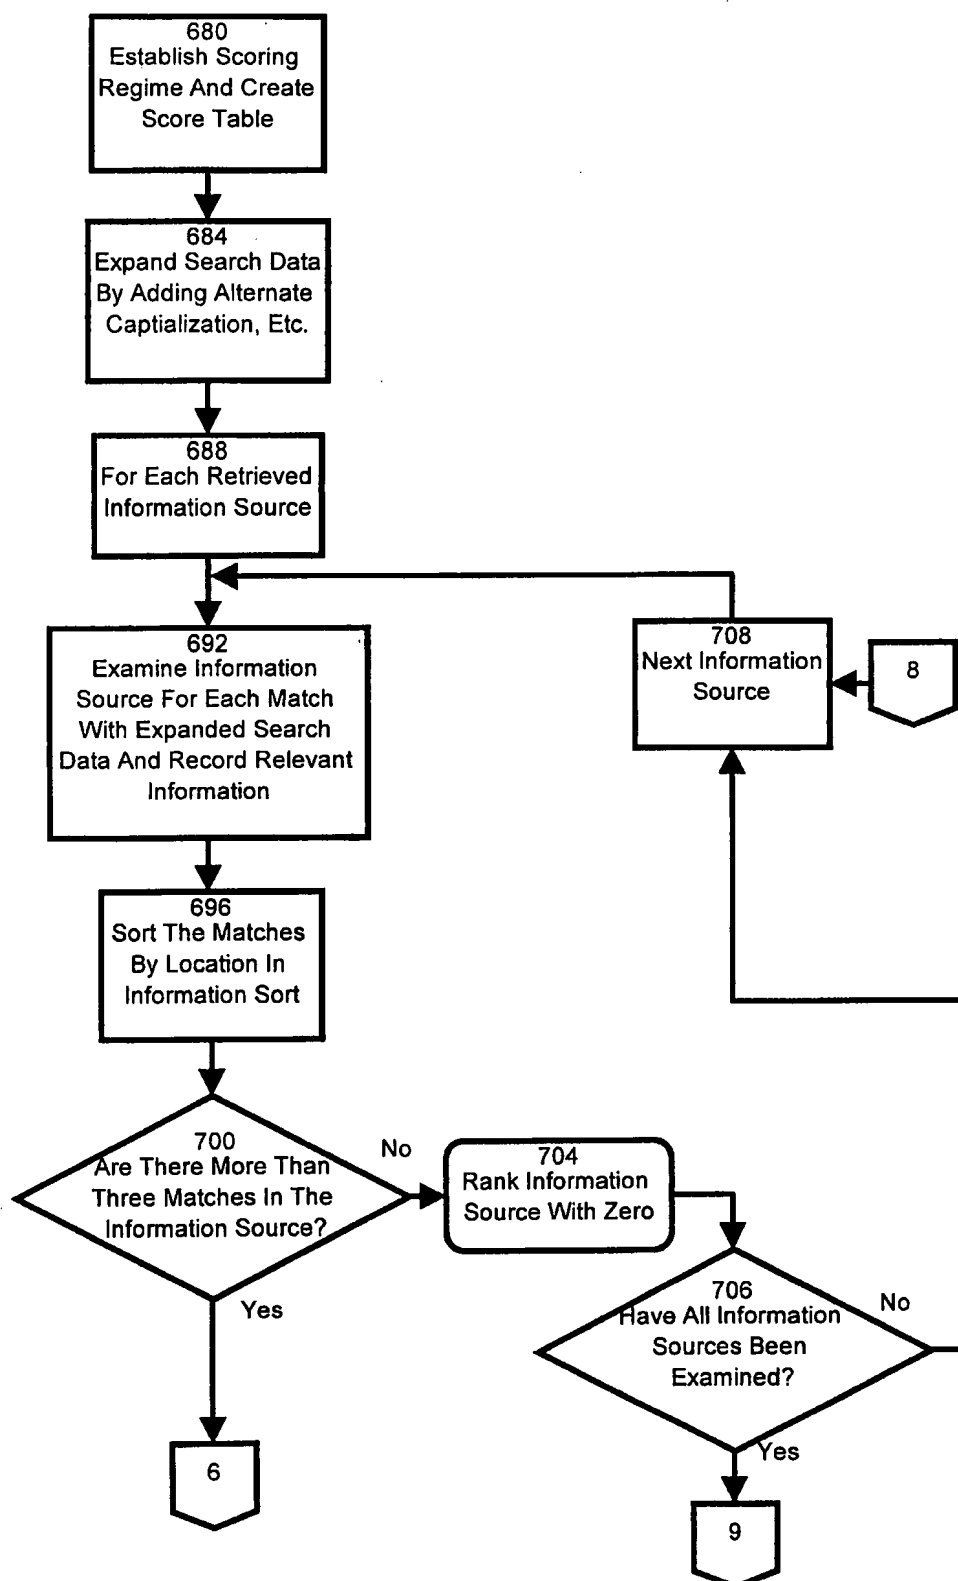 680
Establish Scoring
Regime And Create
Score Table
684
Expand Search Data
By Adding Alternate
Captialization, Etc.
688
For Each Retrieved
Information Source
692
Examine Information
Source For Each Match
With Expanded Search
Data And Record Relevant
Information
708
Next Information
Source
8
696
Sort The Matches
By Location In
Information Sort
700
Are There More Than
Three Matches In The
Information Source?
No
704
Rank Information
Source With Zero
Yes
706
Have All Information
Sources Been
Examined?
No
Yes
6
9